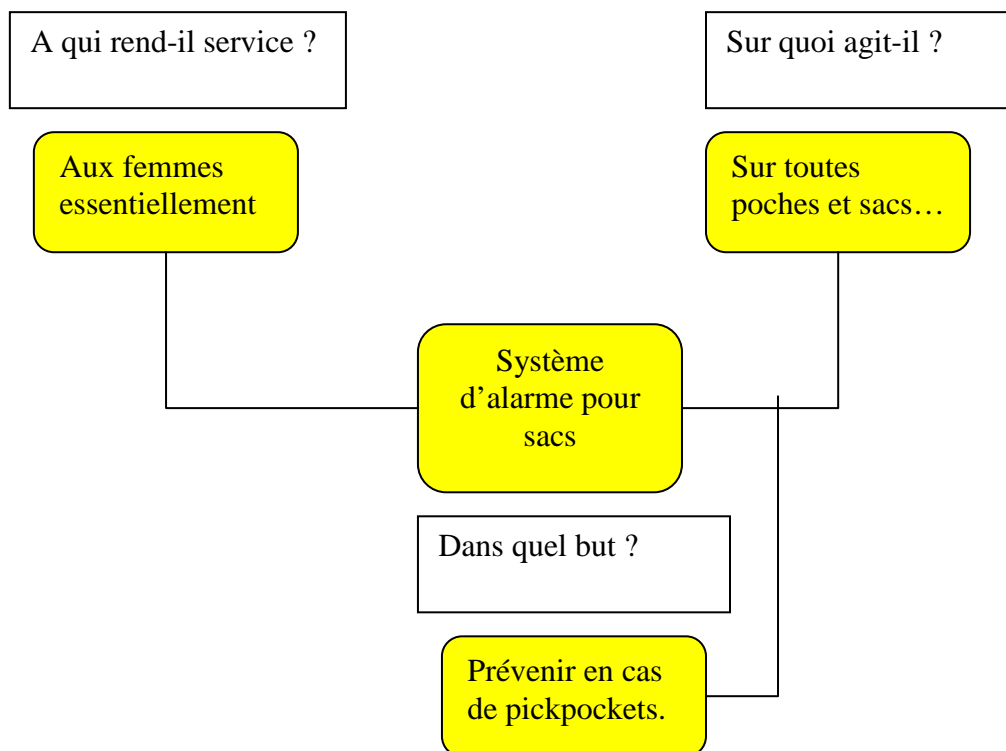 A qui rend-il service ?
Sur quoi agit-il ?
Aux femmes
essentiellement
Sur toutes
poches et sacs…
Système
d’alarme pour
sacs
Dans quel but ?
Prévenir en cas
de pickpockets.